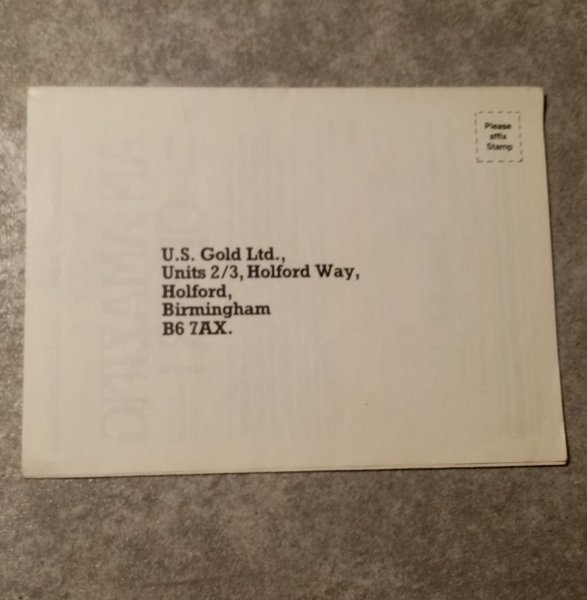 Please
affix
Stamp
U.S. Gold Ltd.,
Units 2/3, Holford Way,
Holford,
Birmingham
B6 7AX.